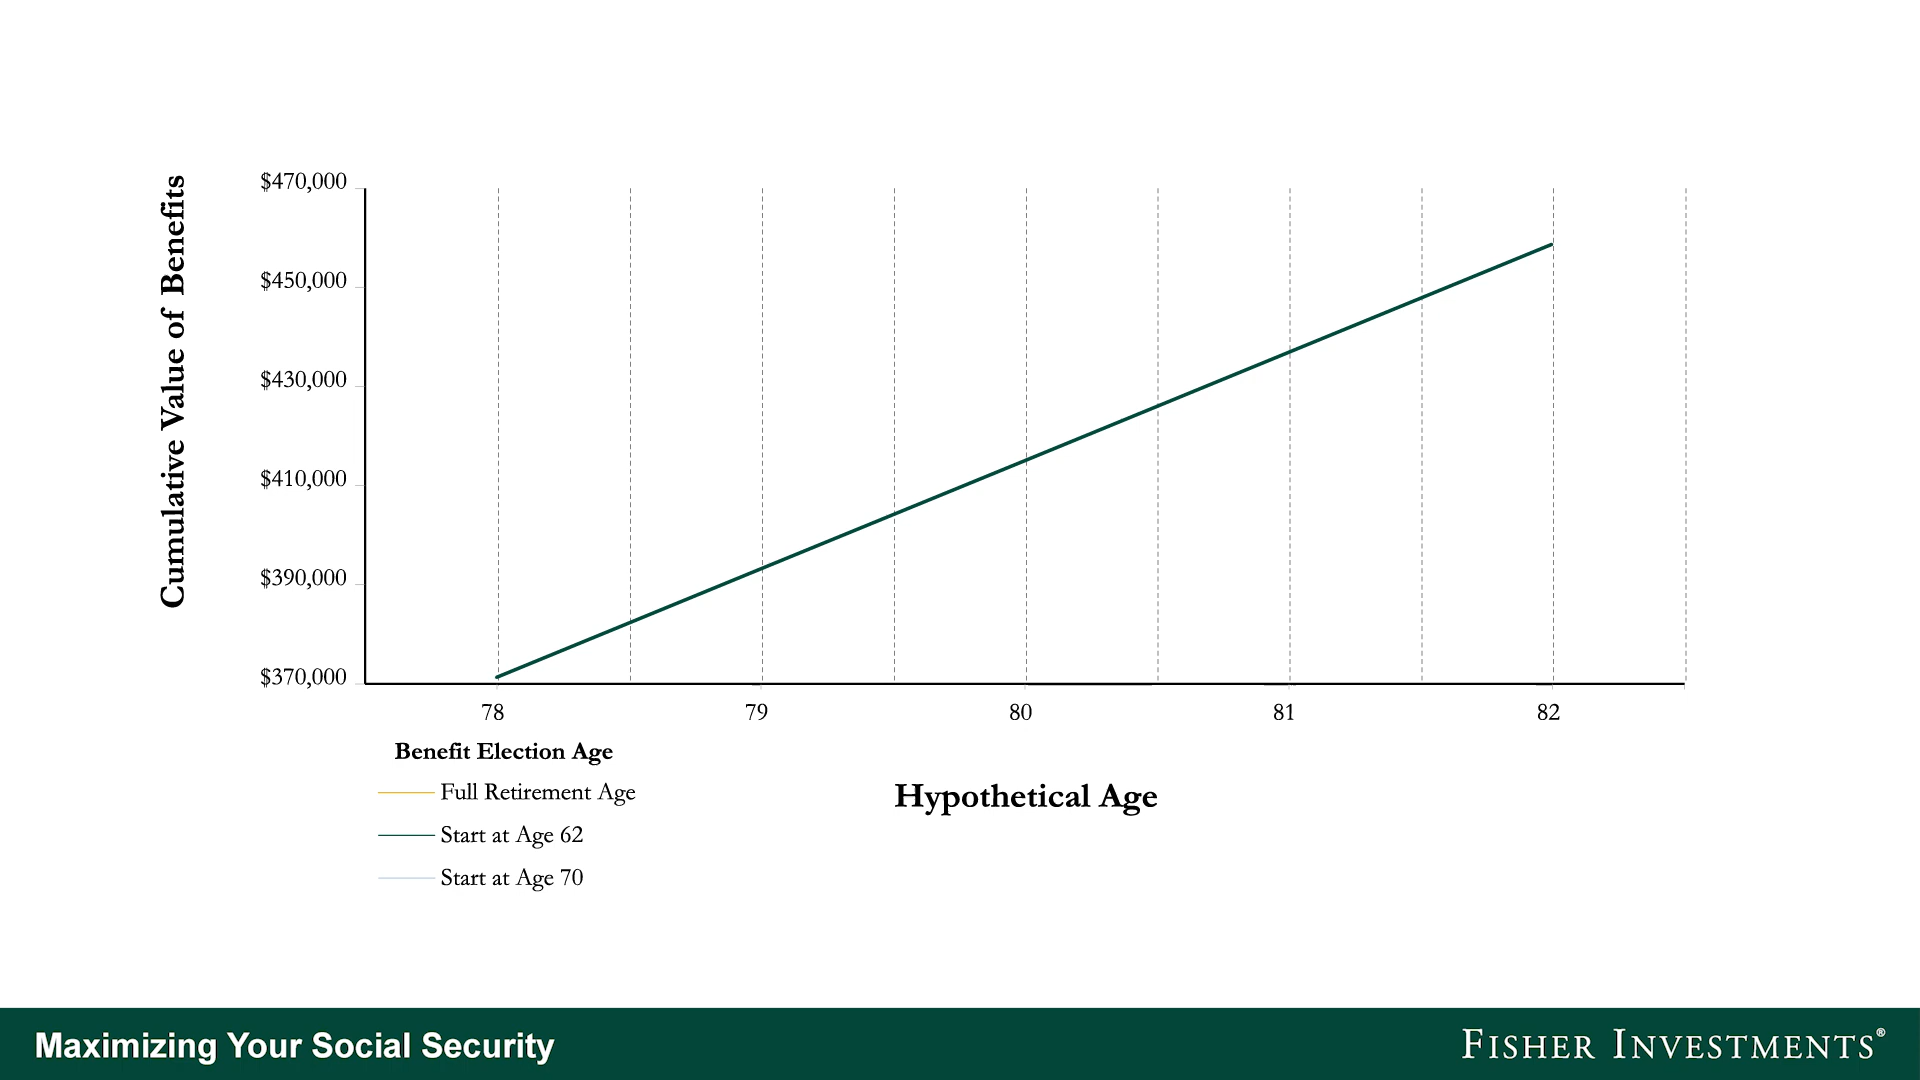 Cumulative Value of Benefits
$470,000
$450,000
$430,000
$410,000
$390,000
$370,000
78 79 80 81 82
Benefit Election Age
Full Retirement Age
Start at Age 62
Start at Age 70
Hypothetical Age
Maximizing Your Social Security
FISHER INVESTMENTS®